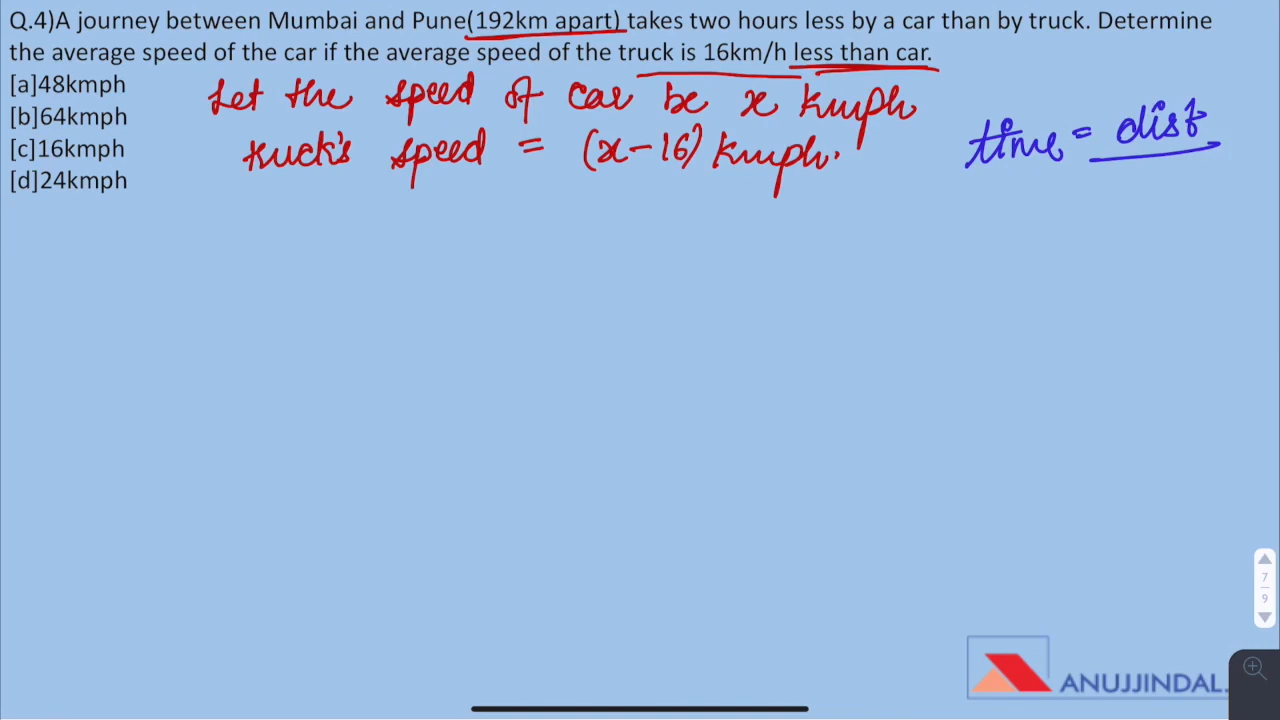 Q.4)A journey between Mumbai and Pune(192km apart) takes two hours less by a car than by truck. Determine
the average speed of the car if the average speed of the truck is 16km/h less than car.
[a]48kmph
[b]64kmph
[c]16kmph
[d]24kmph
Let the speed of car be x kmph
truck's speed = (x-16) kmph.
time = dist
7
9
ANUJJINDAL.